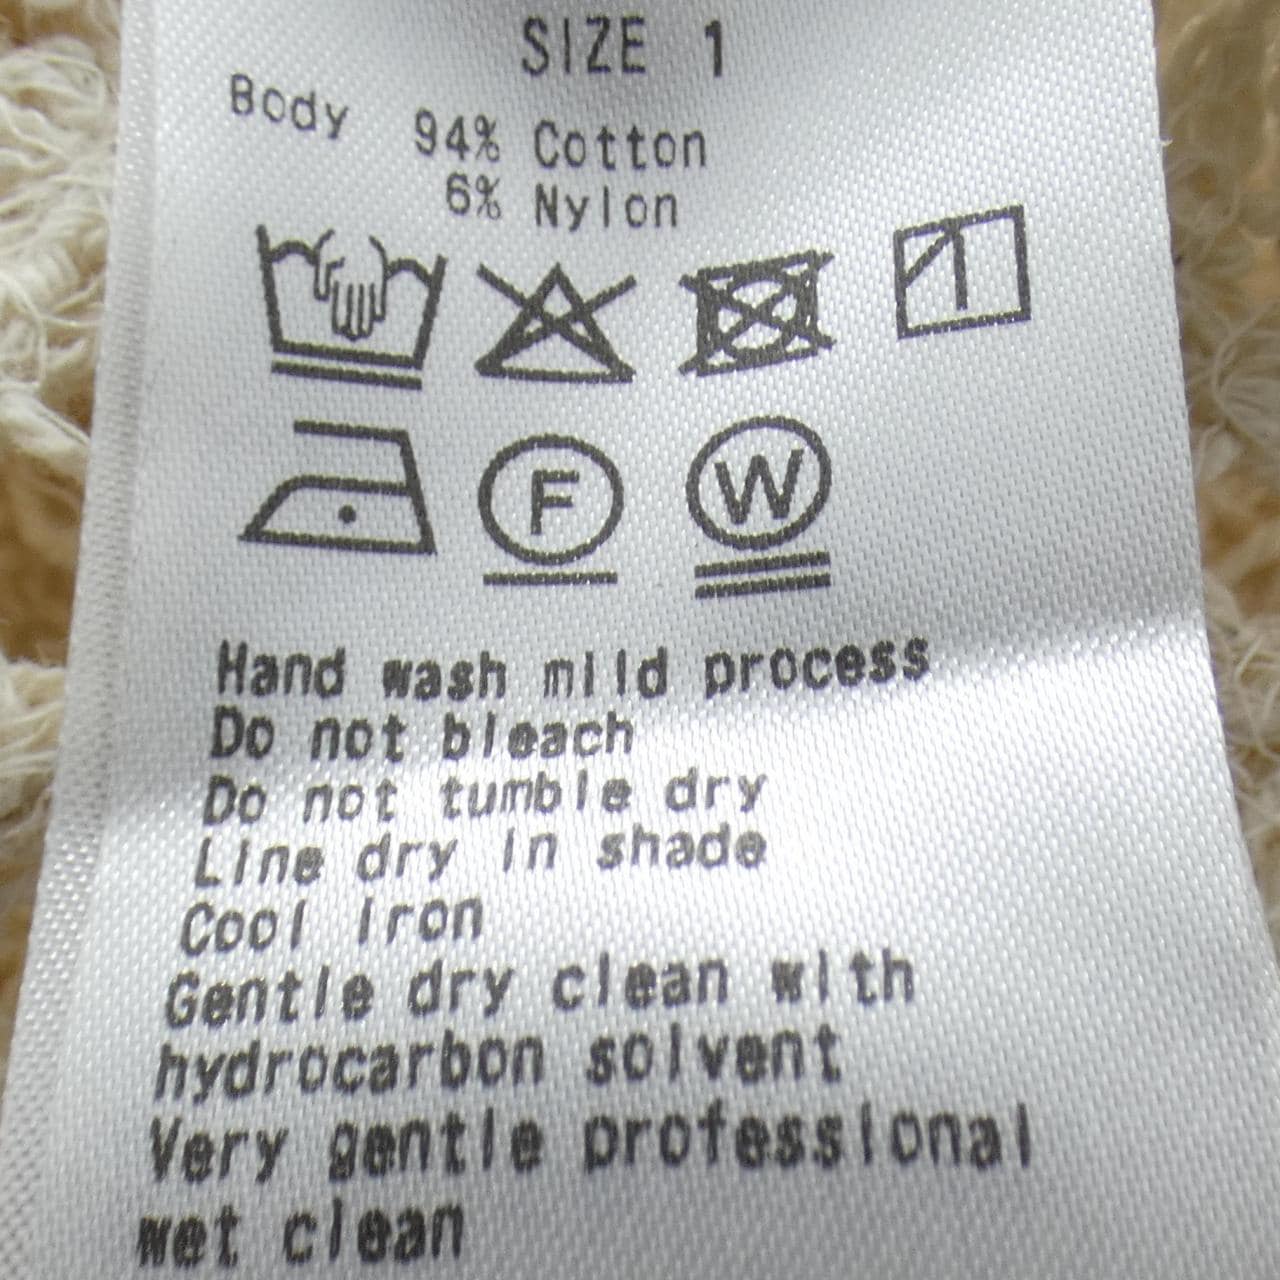 SIZE 1
Body 94% Cotton
6% Nylon
F W
Hand wash mild process
Do not bleach
Do not tumble dry
Line dry in shade
Cool iron
Gentle dry clean with
hydrocarbon solvent
Very gentle professional
wet clean